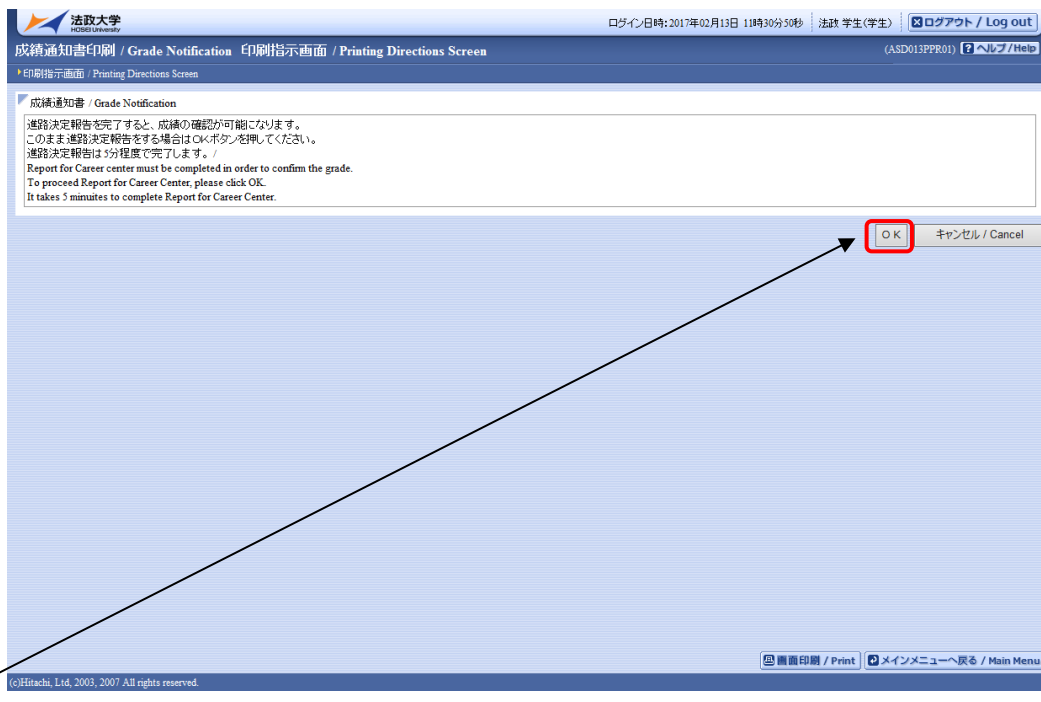 法政大学
HOSEI University
ログイン日時:2017年02月13日 11時30分50秒 法政 学生(学生) ログアウト / Log out
成績通知書印刷 / Grade Notification 印刷指示画面 / Printing Directions Screen (ASD013PPR01) ? ヘルプ/Help
印刷指示画面 / Printing Directions Screen
成績通知書 / Grade Notification
進路決定報告を完了すると、成績の確認が可能になります。
このまま進路決定報告をする場合はOKボタンを押してください。
進路決定報告は5分程度で完了します。/
Report for Career center must be completed in order to confirm the grade.
To proceed Report for Career Center, please click OK.
It takes 5 minuites to complete Report for Career Center.
OK キャンセル / Cancel
画面印刷 / Print メインメニューへ戻る / Main Menu
(c)Hitachi, Ltd, 2003, 2007 All rights reserved.